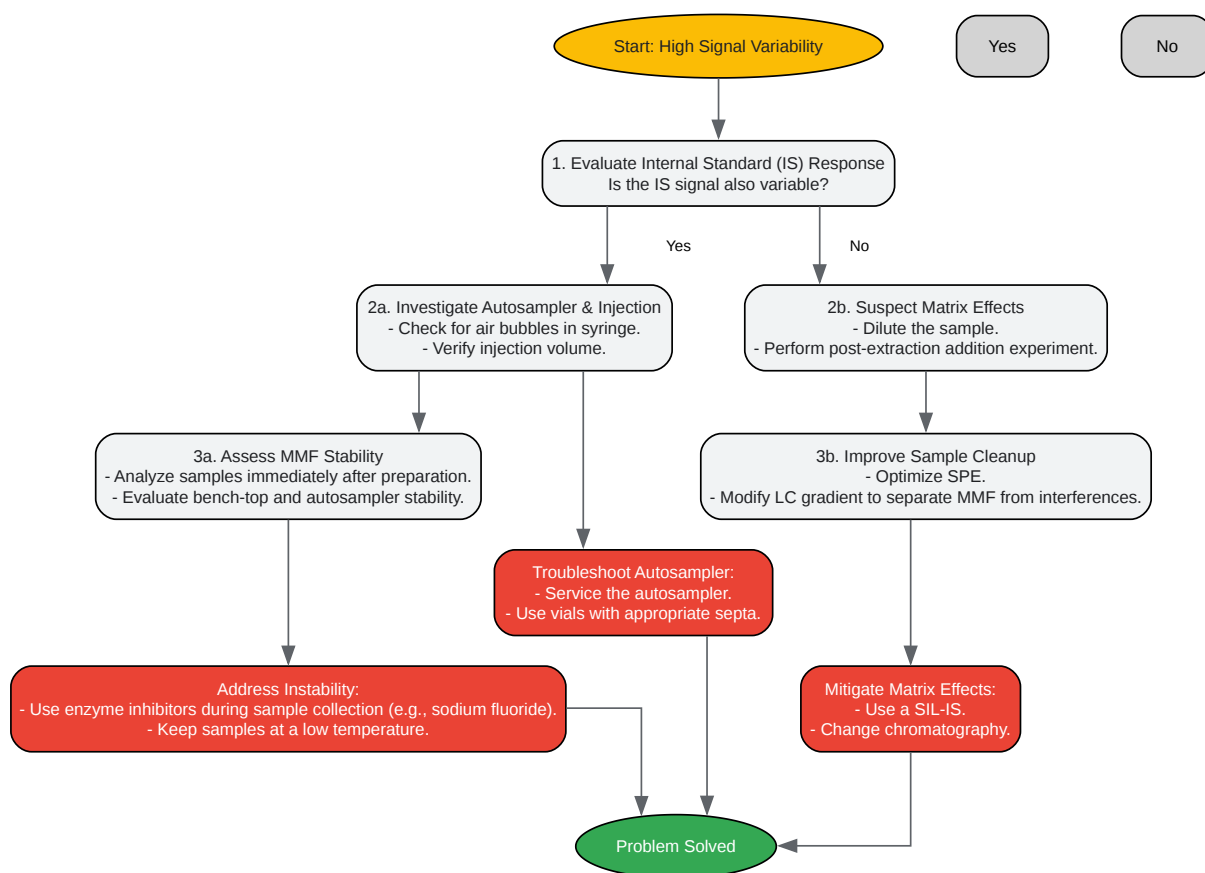 Start: High Signal Variability
Yes
No
1. Evaluate Internal Standard (IS) Response
Is the IS signal also variable?
Yes
No
2a. Investigate Autosampler & Injection
- Check for air bubbles in syringe.
- Verify injection volume.
2b. Suspect Matrix Effects
- Dilute the sample.
- Perform post-extraction addition experiment.
3a. Assess MMF Stability
- Analyze samples immediately after preparation.
- Evaluate bench-top and autosampler stability.
3b. Improve Sample Cleanup
- Optimize SPE.
- Modify LC gradient to separate MMF from interferences.
Troubleshoot Autosampler:
- Service the autosampler.
- Use vials with appropriate septa.
Address Instability:
- Use enzyme inhibitors during sample collection (e.g., sodium fluoride).
- Keep samples at a low temperature.
Mitigate Matrix Effects:
- Use a SIL-IS.
- Change chromatography.
Problem Solved